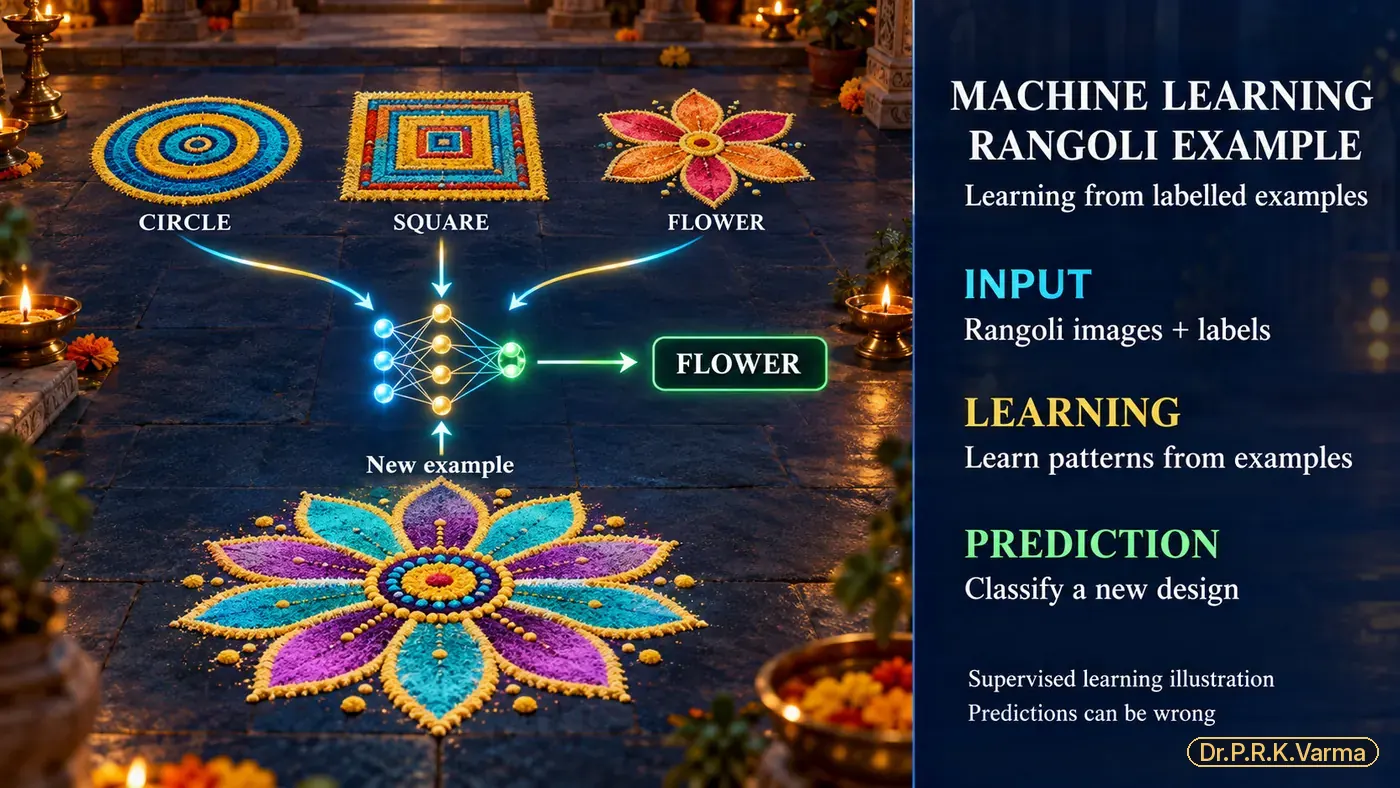 CIRCLE
SQUARE
FLOWER
FLOWER
New example
MACHINE LEARNING
RANGOLI EXAMPLE
Learning from labelled examples
INPUT
Rangoli images + labels
LEARNING
Learn patterns from examples
PREDICTION
Classify a new design
Supervised learning illustration
Predictions can be wrong
Dr.P.R.K.Varma